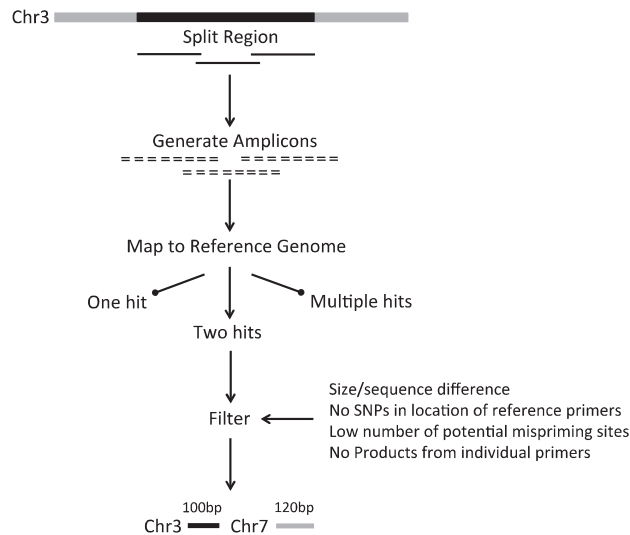 Chr3
Split Region
Generate Amplicons
Map to Reference Genome
One hit
Multiple hits
Two hits
Size/sequence difference
No SNPs in location of reference primers
Filter
Low number of potential mispriming sites
No Products from individual primers
100bp 120bp
Chr3 Chr7